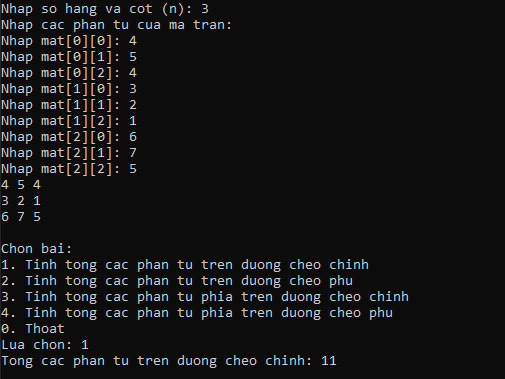 Nhap so hang va cot (n): 3
Nhap cac phan tu cua ma tran:
Nhap mat[0][0]: 4
Nhap mat[0][1]: 5
Nhap mat[0][2]: 4
Nhap mat[1][0]: 3
Nhap mat[1][1]: 2
Nhap mat[1][2]: 1
Nhap mat[2][0]: 6
Nhap mat[2][1]: 7
Nhap mat[2][2]: 5
4 5 4
3 2 1
6 7 5
Chon bai:
1. Tinh tong cac phan tu tren duong cheo chinh
2. Tinh tong cac phan tu tren duong cheo phu
3. Tinh tong cac phan tu phia tren duong cheo chinh
4. Tinh tong cac phan tu phia tren duong cheo phu
0. Thoat
Lua chon: 1
Tong cac phan tu tren duong cheo chinh: 11